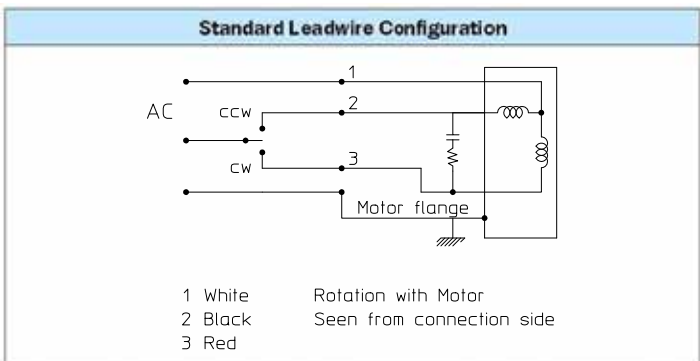 Standard Leadwire Configuration
1
AC
CCW
2
CW
3
Motor flange
1 White Rotation with Motor
2 Black Seen from connection side
3 Red